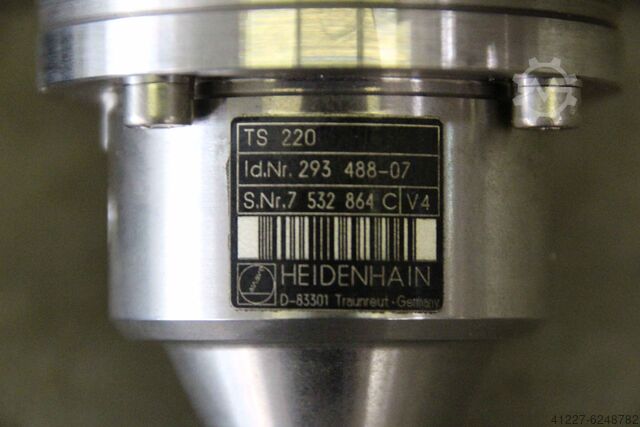 TS 220
Id.Nr. 293 488-07
S.Nr.7 532 864 C V4
HEIDENHAIN
D-83301 Traunreut - Germany
41227-6248782